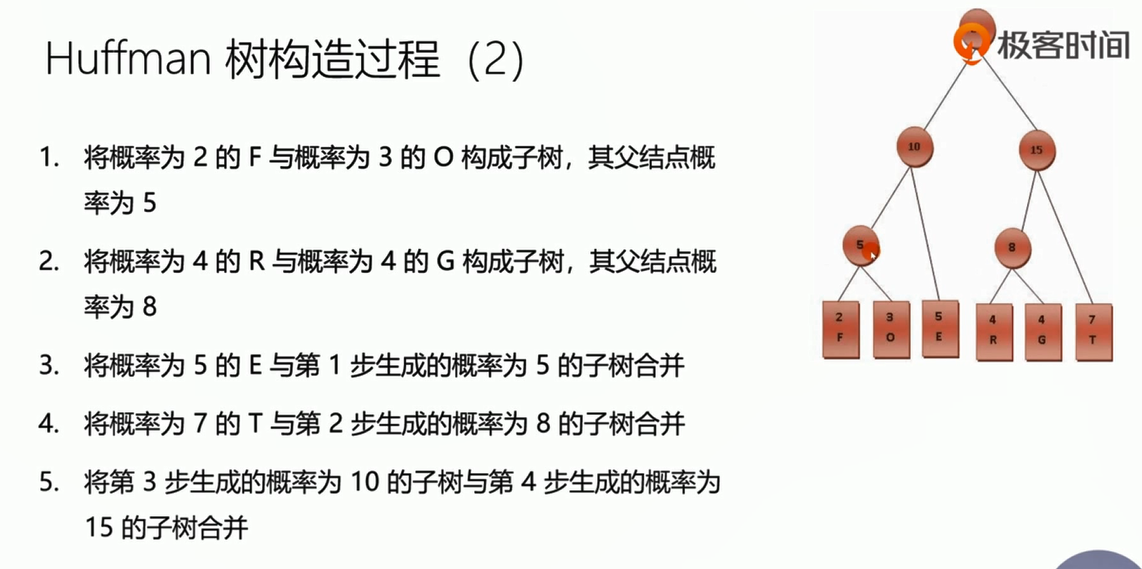 Huffman 树构造过程（2）
极客时间
1. 将概率为 2 的 F 与概率为 3 的 O 构成子树，其父结点概
率为 5
2. 将概率为 4 的 R 与概率为 4 的 G 构成子树，其父结点概
率为 8
3. 将概率为 5 的 E 与第 1 步生成的概率为 5 的子树合并
4. 将概率为 7 的 T 与第 2 步生成的概率为 8 的子树合并
5. 将第 3 步生成的概率为 10 的子树与第 4 步生成的概率为
15 的子树合并
10 15
5 8
2 3 5 4 4 7
F O E R G T